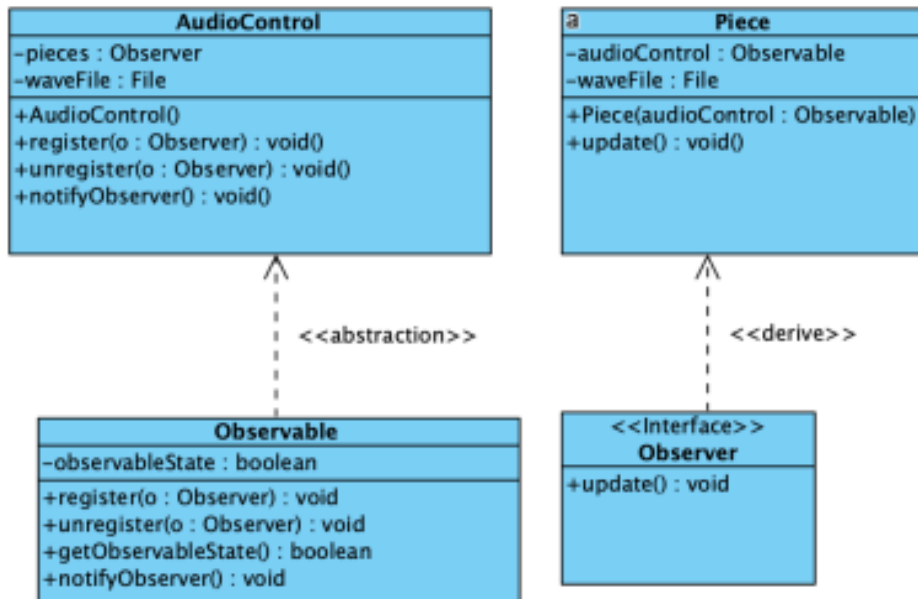 AudioControl
-pieces : Observer
-waveFile : File
+AudioControl()
+register(o : Observer) : void()
+unregister(o : Observer) : void()
+notifyObserver() : void()
a
Piece
-audioControl : Observable
-waveFile : File
+Piece(audioControl : Observable)
+update() : void()
<<abstraction>>
<<derive>>
Observable
-observableState : boolean
+register(o : Observer) : void
+unregister(o : Observer) : void
+getObservableState() : boolean
+notifyObserver() : void
<<Interface>>
Observer
+update() : void